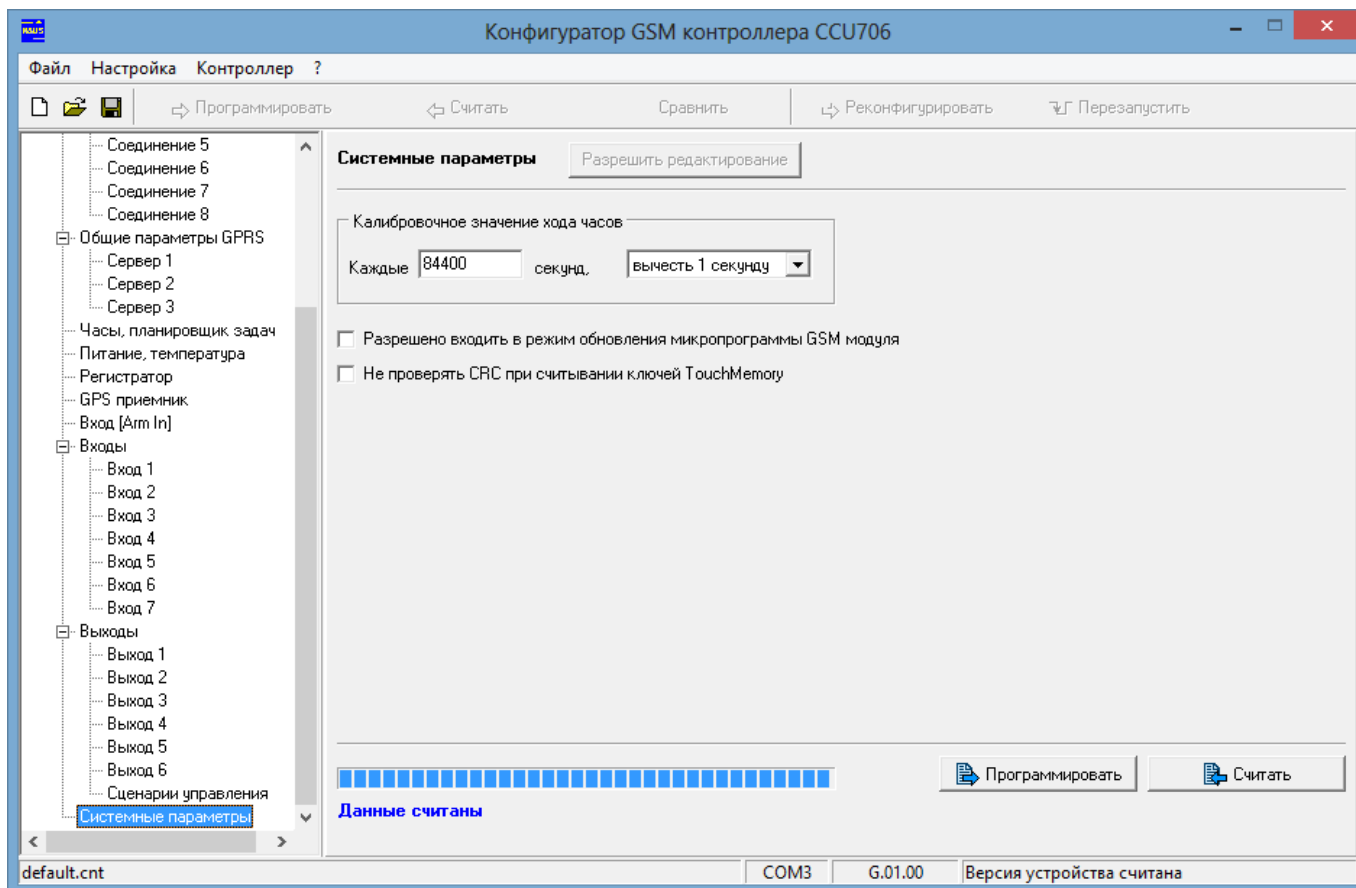 Конфигуратор GSM контроллера CCU706
Файл Настройка Контроллер ?
Программировать Считать Сравнить Реконфигурировать Перезапустить
Соединение 5
Соединение 6
Соединение 7
Соединение 8
Общие параметры GPRS
Сервер 1
Сервер 2
Сервер 3
Часы, планировщик задач
Питание, температура
Регистратор
GPS приемник
Вход [Arm In]
Входы
Вход 1
Вход 2
Вход 3
Вход 4
Вход 5
Вход 6
Вход 7
Выходы
Выход 1
Выход 2
Выход 3
Выход 4
Выход 5
Выход 6
Сценарии управления
Системные параметры
Системные параметры Разрешить редактирование
Калибровочное значение хода часов
Каждые 84400 секунд, вычесть 1 секунду
Разрешено входить в режим обновления микропрограммы GSM модуля
Не проверять CRC при считывании ключей TouchMemory
Программировать Считать
Данные считаны
default.cnt COM3 G.01.00 Версия устройства считана